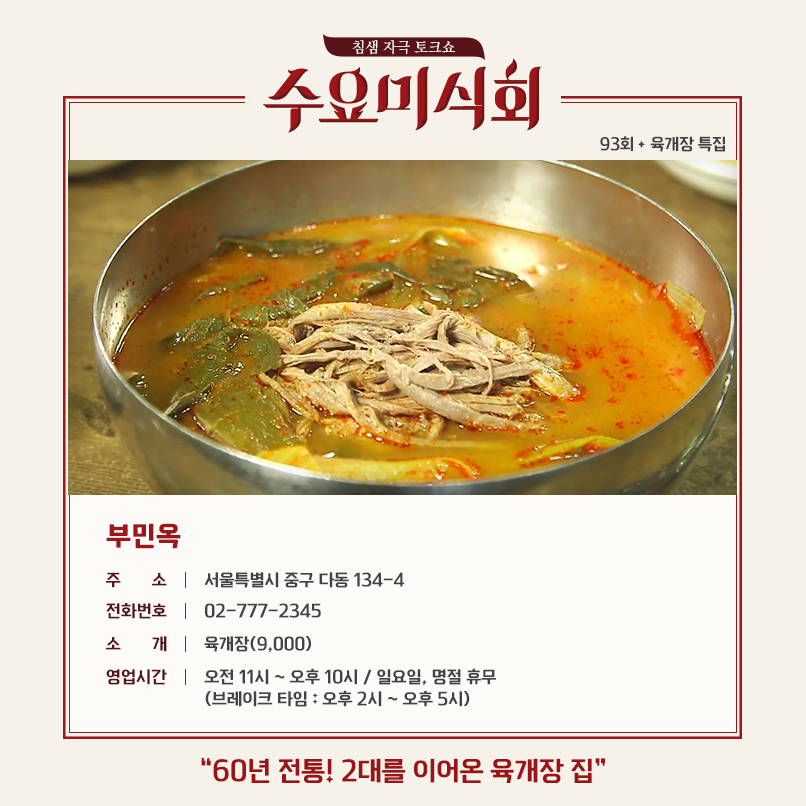 침샘 자극 토크쇼
수요미식회
93회 + 육개장 특집
부민옥
주 소 | 서울특별시 중구 다동 134-4
전화번호 | 02-777-2345
소 개 | 육개장(9,000)
영업시간 | 오전 11시 ~ 오후 10시 / 일요일, 명절 휴무
(브레이크 타임 : 오후 2시 ~ 오후 5시)
“60년 전통! 2대를 이어온 육개장 집”